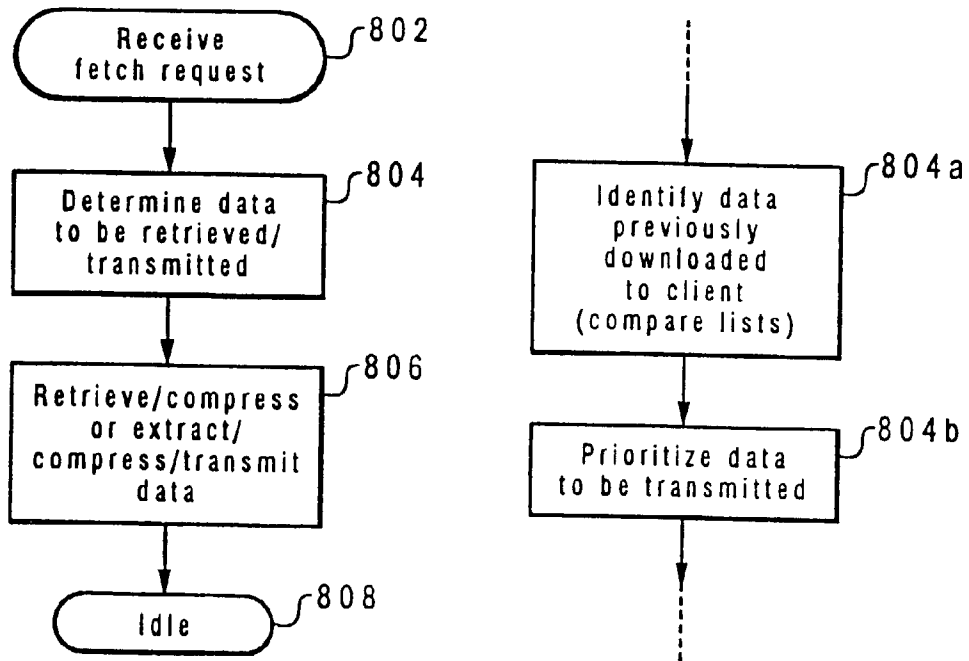 Receive
fetch request
802
Determine data
to be retrieved/
transmitted
804
Retrieve/compress
or extract/
compress/transmit
data
806
Idle
808
Identify data
previously
downloaded
to client
(compare lists)
804a
Prioritize data
to be transmitted
804b